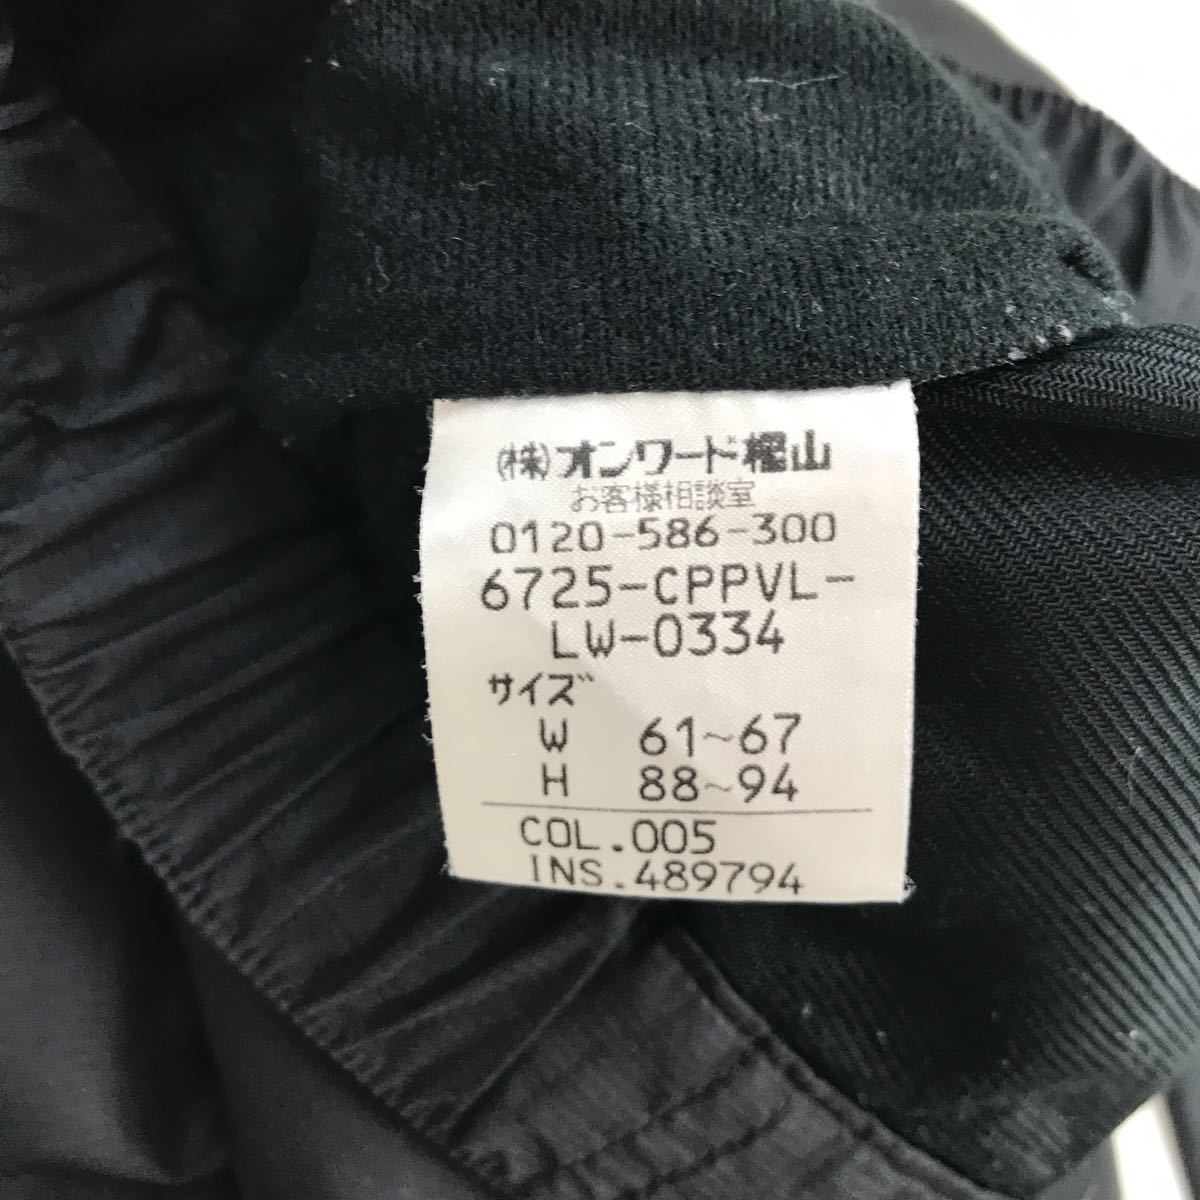 (株)オンワード樫山
お客様相談室
0120-586-300
6725-CPPVL-
LW-0334
サイズ
W 61~67
H 88~94
COL.005
INS.489794